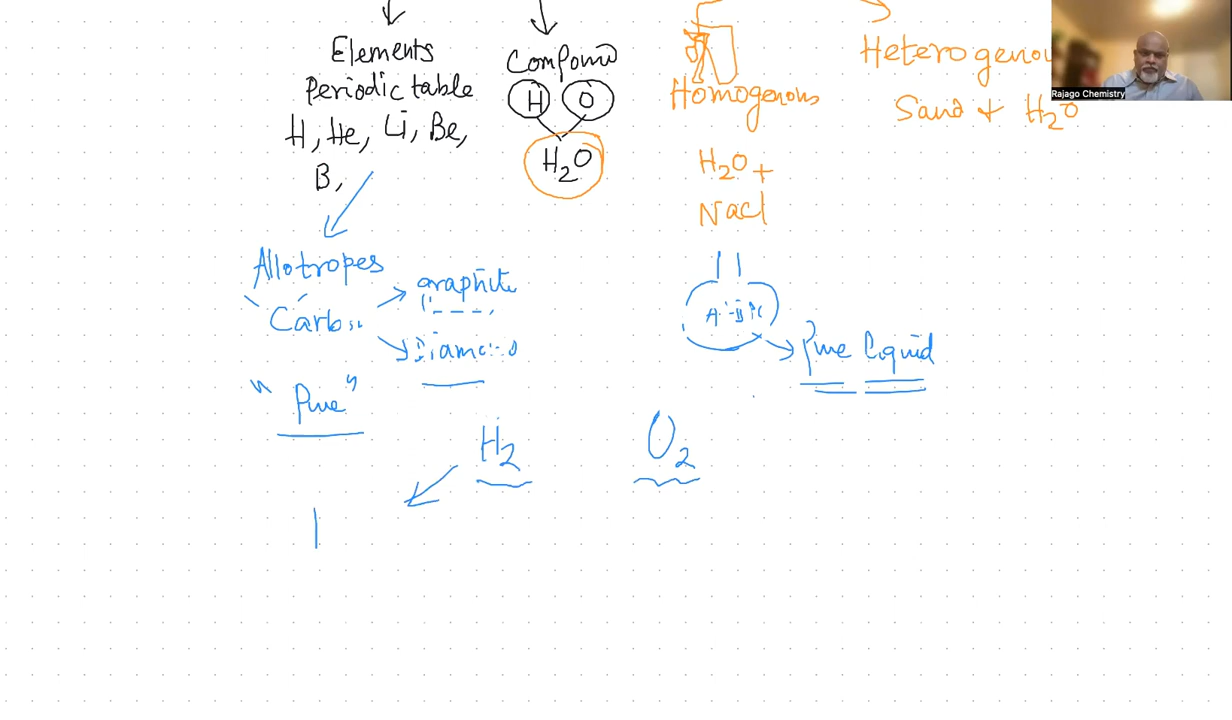 Elements
Periodic table
H, He, Li, Be,
B,
Compound
H
O
H2O
Homogenous
H2O +
Nacl
Heterogenou
Sand + H2O
Rajago Chemistry
Allotropes
Carbon
graphite
Diamond
"Pure"
Pure Liquid
H2
O2